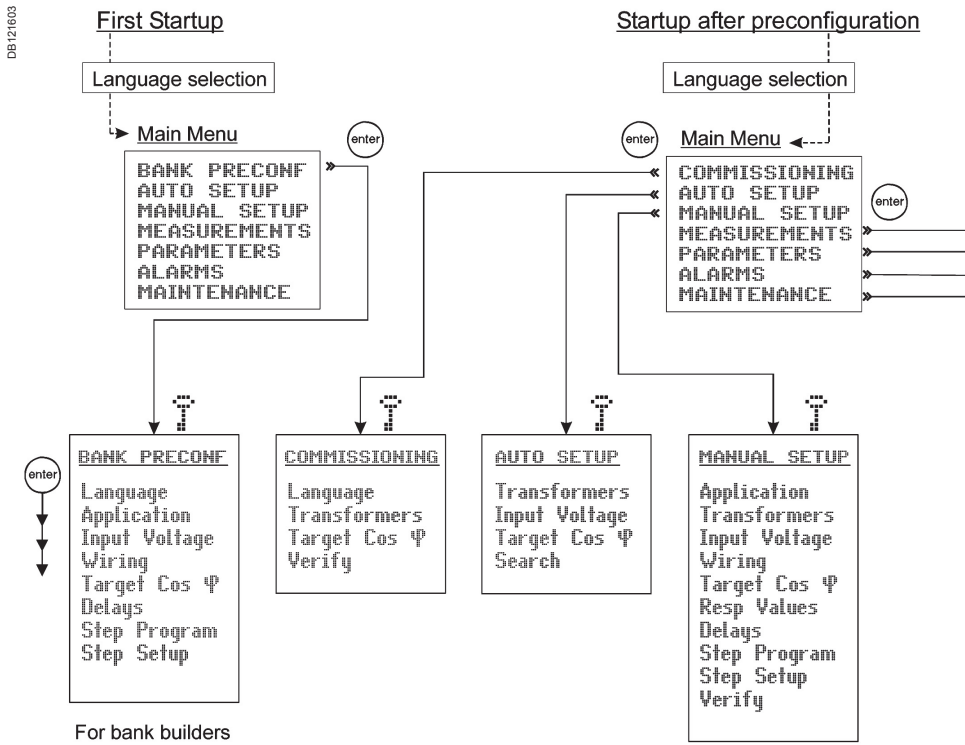 DB121603
First Startup
Language selection
Main Menu
enter
BANK PRECONF
AUTO SETUP
MANUAL SETUP
MEASUREMENTS
PARAMETERS
ALARMS
MAINTENANCE
Startup after preconfiguration
Language selection
enter
Main Menu
COMMISSIONING
AUTO SETUP
MANUAL SETUP
MEASUREMENTS
PARAMETERS
ALARMS
MAINTENANCE
enter
enter
BANK PRECONF
Language
Application
Input Voltage
Wiring
Target Cos φ
Delays
Step Program
Step Setup
For bank builders
COMMISSIONING
Language
Transformers
Target Cos φ
Verify
AUTO SETUP
Transformers
Input Voltage
Target Cos φ
Search
MANUAL SETUP
Application
Transformers
Input Voltage
Wiring
Target Cos φ
Resp Values
Delays
Step Program
Step Setup
Verify